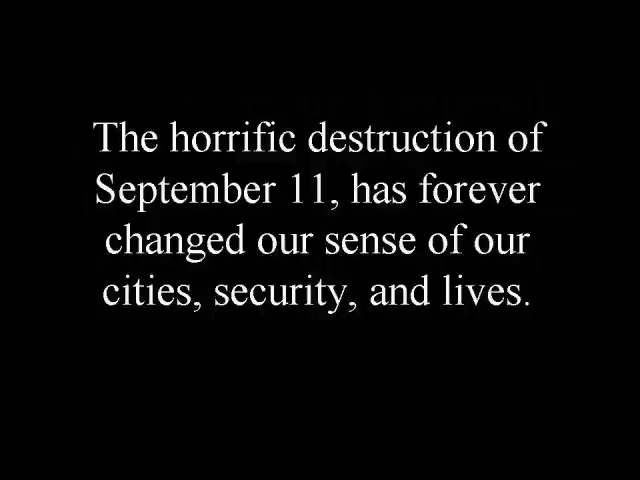 The horrific destruction of
September 11, has forever
changed our sense of our
cities, security, and lives.